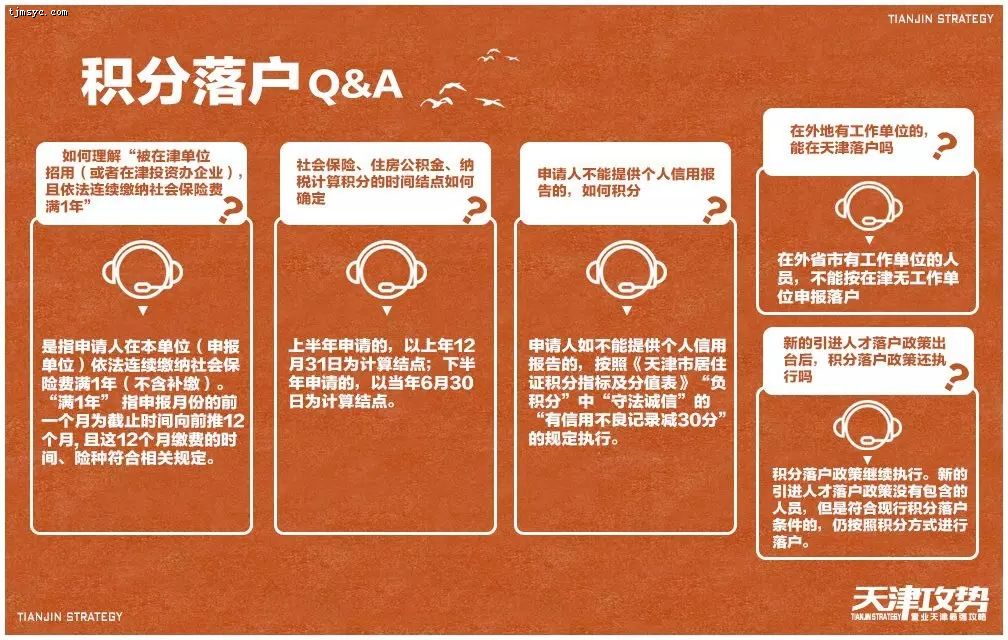 tjmsyc.com
TIANJIN STRATEGY
积分落户Q&A
如何理解“被在津单位
招用（或者在津投资办企业），
且依法连续缴纳社会保险费
满1年”
?
是指申请人在本单位（申报
单位）依法连续缴纳社会保
险费满1年（不含补缴）。
“满1年” 指申报月份的前
一个月为截止时间向前推12
个月, 且这12个月缴费的时
间、险种符合相关规定。
社会保险、住房公积金、纳
税计算积分的时间结点如何
确定
?
上半年申请的，以上年12
月31日为计算结点；下半
年申请的，以当年6月30
日为计算结点。
申请人不能提供个人信用报
告的，如何积分
?
申请人如不能提供个人信用
报告的，按照《天津市居住
证积分指标及分值表》“负
积分”中“守法诚信”的
“有信用不良记录减30分”
的规定执行。
在外地有工作单位的，
能在天津落户吗
?
在外省市有工作单位的人
员，不能按在津无工作单
位申报落户
新的引进人才落户政策出
台后，积分落户政策还执
行吗
?
积分落户政策继续执行。新的
引进人才落户政策没有包含的
人员，但是符合现行积分落户
条件的，仍按照积分方式进行
落户。
TIANJIN STRATEGY
天津攻势
TIANJIN STRATEGY 置业天津最强攻略